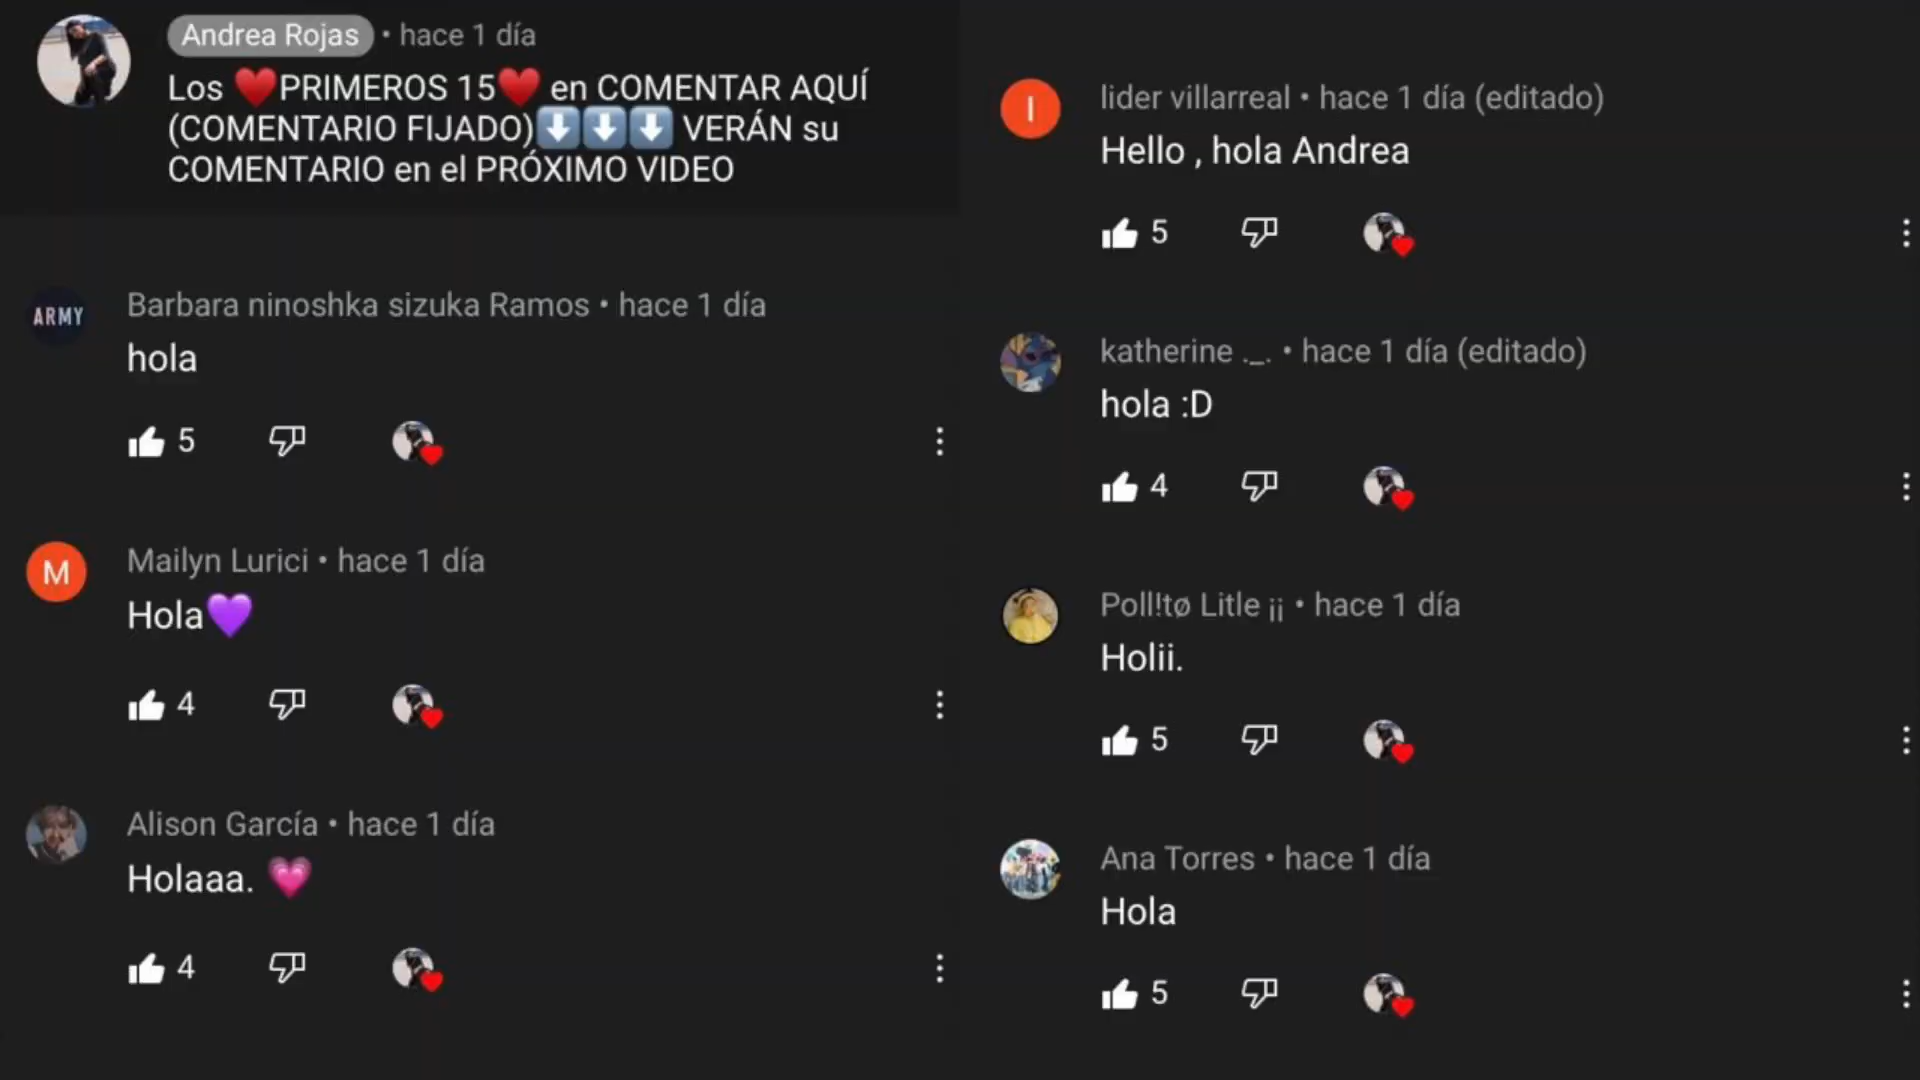 Andrea Rojas • hace 1 día
Los ❤️PRIMEROS 15❤️ en COMENTAR AQUÍ
(COMENTARIO FIJADO)⬇️⬇️⬇️ VERÁN su
COMENTARIO en el PRÓXIMO VIDEO
ARMY
Barbara ninoshka sizuka Ramos • hace 1 día
hola
5
M
Mailyn Lurici • hace 1 día
Hola💜
4
Alison García • hace 1 día
Holaaa. 💗
4
l
lider villarreal • hace 1 día (editado)
Hello , hola Andrea
5
katherine ._. • hace 1 día (editado)
hola :D
4
Poll!tø Litle ¡¡ • hace 1 día
Holii.
5
Ana Torres • hace 1 día
Hola
5